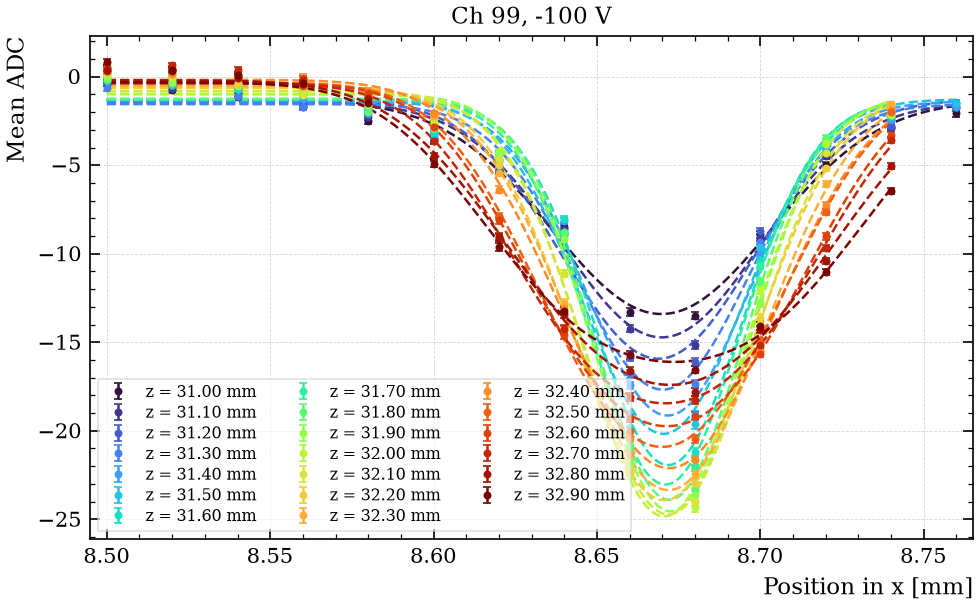 Ch 99, -100 V
Mean ADC
0
−5
−10
−15
−20
−25
z = 31.00 mm
z = 31.10 mm
z = 31.20 mm
z = 31.30 mm
z = 31.40 mm
z = 31.50 mm
z = 31.60 mm
z = 31.70 mm
z = 31.80 mm
z = 31.90 mm
z = 32.00 mm
z = 32.10 mm
z = 32.20 mm
z = 32.30 mm
z = 32.40 mm
z = 32.50 mm
z = 32.60 mm
z = 32.70 mm
z = 32.80 mm
z = 32.90 mm
8.50 8.55 8.60 8.65 8.70 8.75
Position in x [mm]